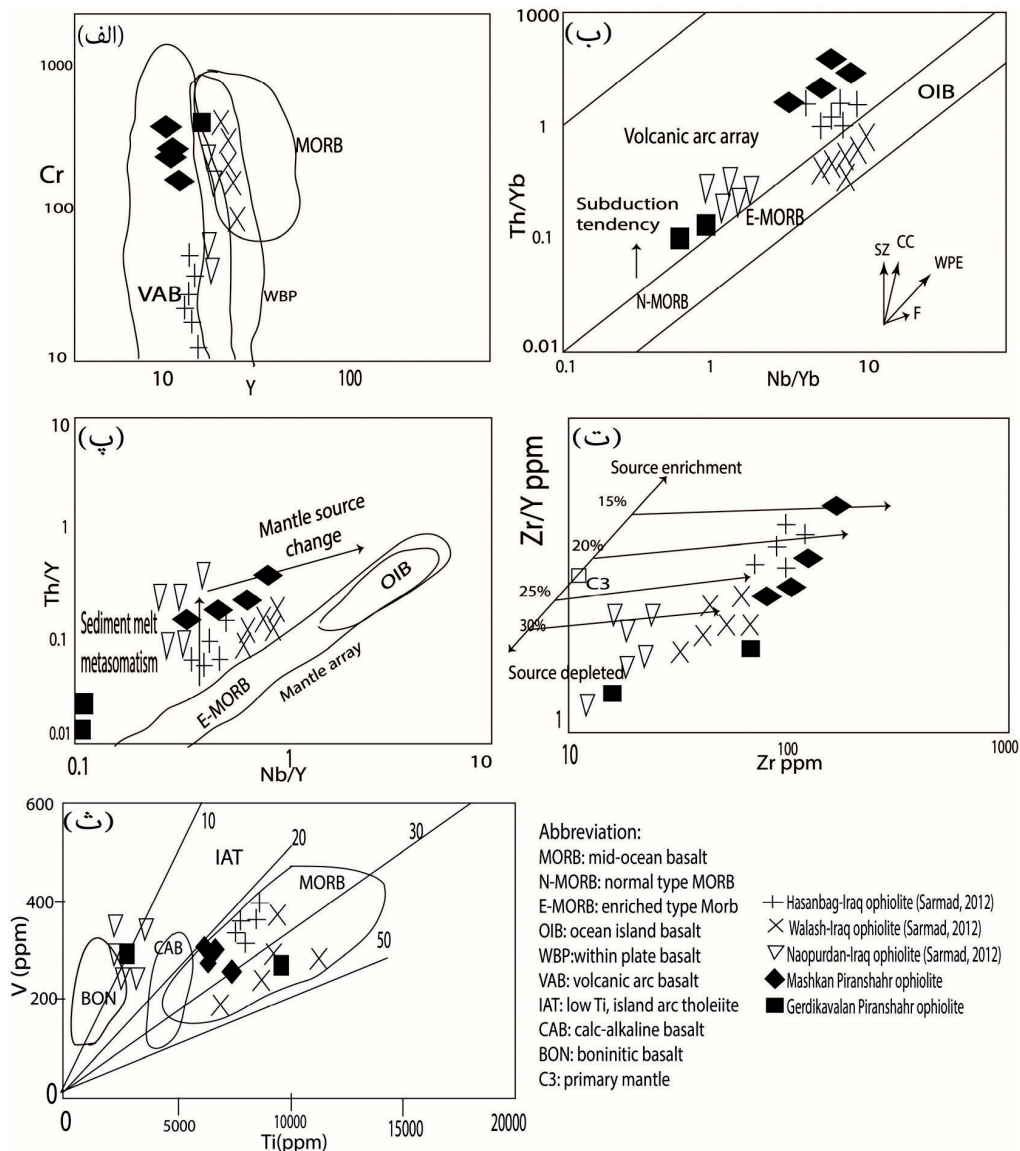 (الف)
1000
100
10
Cr
MORB
VAB
WBP
10
Y
100
(ب)
1000
1
0.1
0.01
Th/Yb
OIB
Volcanic arc array
Subduction
tendency
E-MORB
N-MORB
SZ
CC
WPE
F
0.1
1
10
Nb/Yb
(پ)
10
1
0.1
0.01
Th/Y
Mantle source
change
OIB
Sediment melt
metasomatism
E-MORB
Mantle array
0.1
1
10
Nb/Y
(ت)
Zr/Y ppm
Source enrichment
15%
20%
C3
25%
30%
Source depleted
1
10
100
1000
Zr ppm
(ث)
600
400
200
0
V (ppm)
10
20
30
IAT
MORB
50
CAB
BON
0
5000
10000
15000
20000
Ti(ppm)
Abbreviation:
MORB: mid-ocean basalt
N-MORB: normal type MORB
E-MORB: enriched type Morb
OIB: ocean island basalt
WBP:within plate basalt
VAB: volcanic arc basalt
IAT: low Ti, island arc tholeiite
CAB: calc-alkaline basalt
BON: boninitic basalt
C3: primary mantle
Hasanbag-Iraq ophiolite (Sarmad, 2012)
Walash-Iraq ophiolite (Sarmad, 2012)
Naopurdan-Iraq ophiolite (Sarmad, 2012)
Mashkan Piranshahr ophiolite
Gerdikavalan Piranshahr ophiolite